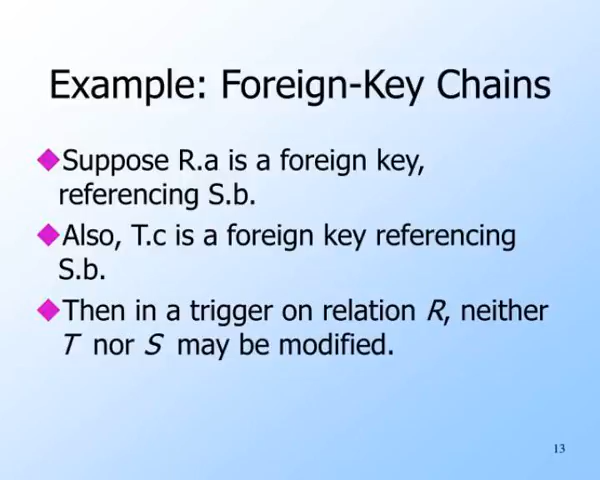 Example: Foreign-Key Chains
Suppose R.a is a foreign key,
referencing S.b.
Also, T.c is a foreign key referencing
S.b.
Then in a trigger on relation R, neither
T nor S may be modified.
13